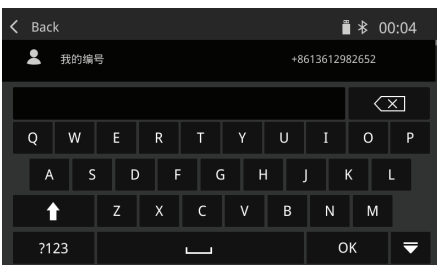 Back 00:04
我的编号 +8613612982652
Q W E R T Y U I O P
A S D F G H J K L
Z X C V B N M
?123 OK